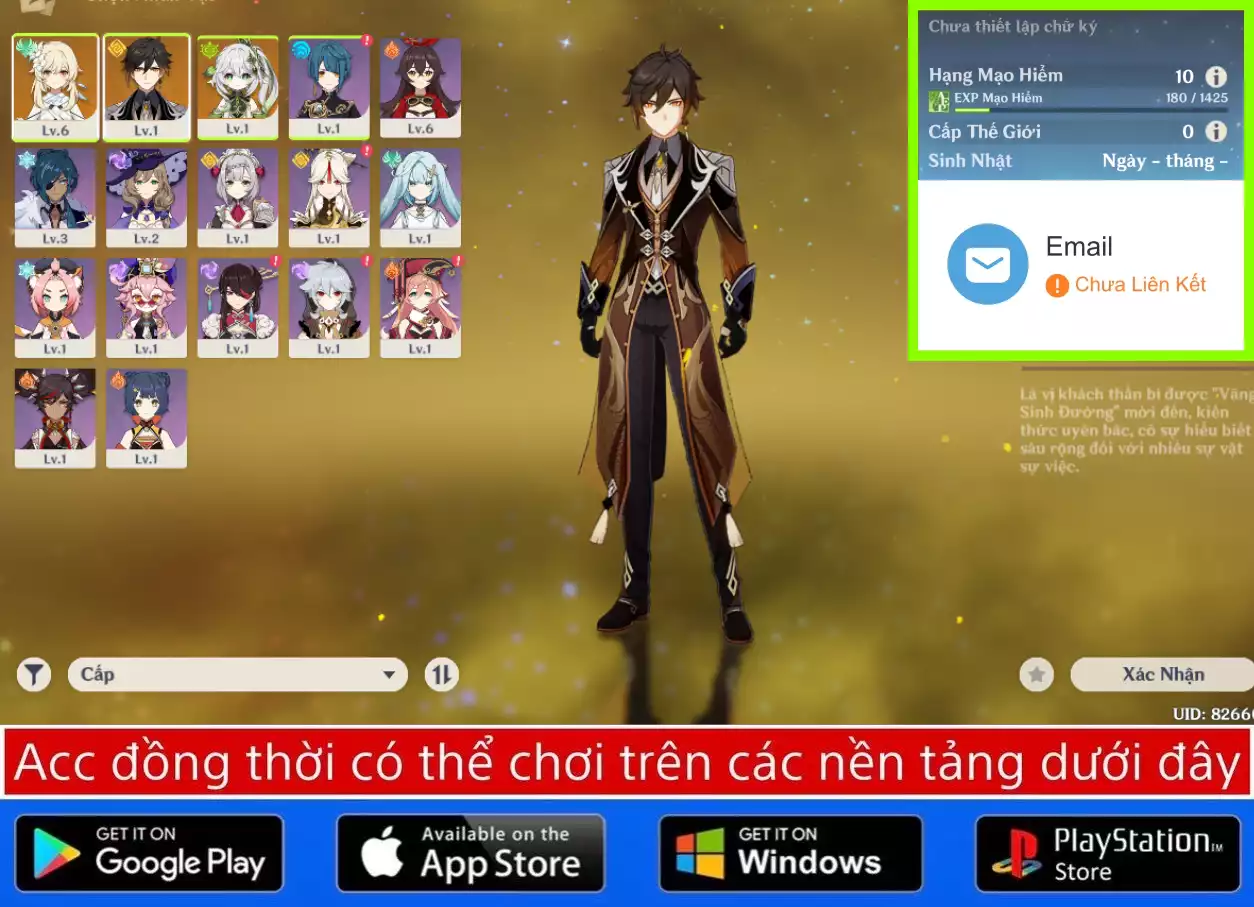 Lv.6
Lv.1
Lv.1
Lv.1
Lv.6
Lv.3
Lv.2
Lv.1
Lv.1
Lv.1
Lv.1
Lv.1
Lv.1
Lv.1
Lv.1
Lv.1
Lv.1
Chưa thiết lập chữ ký
Hạng Mạo Hiểm 10
EXP Mạo Hiểm 180 / 1425
Cấp Thế Giới 0
Sinh Nhật Ngày - tháng -
Email
Chưa Liên Kết
Là vị khách thần bí được "Vãng
Sinh Đường" mời đến, kiến
thức uyên bác, có sự hiểu biết
sâu rộng đối với nhiều sự vật
sự việc.
Cấp
Xác Nhận
UID: 8266
Acc đồng thời có thể chơi trên các nền tảng dưới đây
GET IT ON
Google Play
Available on the
App Store
GET IT ON
Windows
PlayStation™
Store